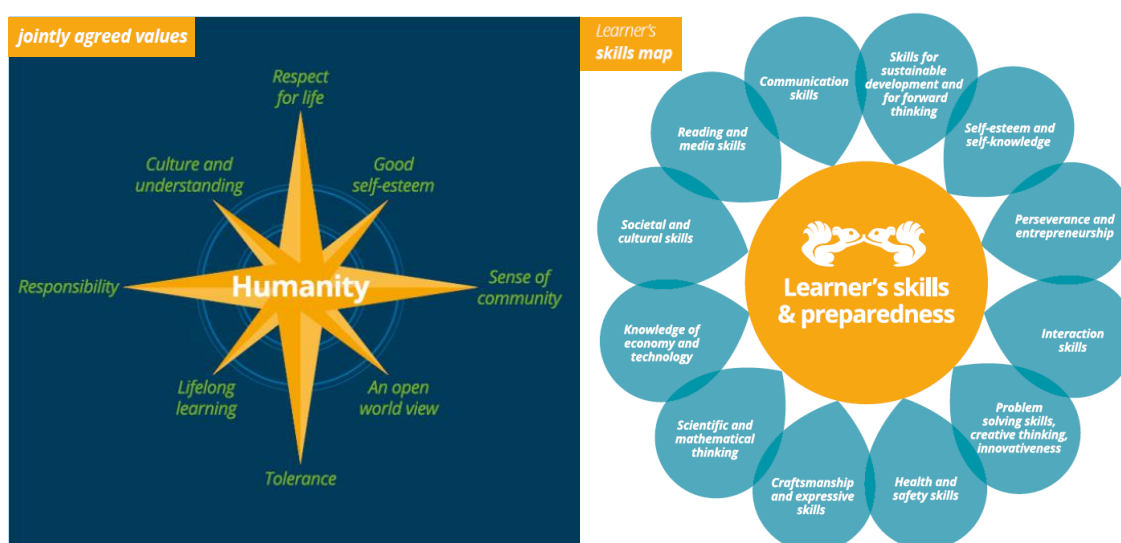 jointly agreed values
Respect
for life
Culture and
understanding
Good
self-esteem
Responsibility
Humanity
Sense of
community
Lifelong
learning
An open
world view
Tolerance
Learner's
skills map
Communication
skills
Skills for
sustainable
development and
for forward
thinking
Self-esteem and
self-knowledge
Perseverance and
entrepreneurship
Interaction
skills
Problem
solving skills,
creative thinking,
innovativeness
Health and
safety skills
Craftsmanship
and expressive
skills
Scientific and
mathematical
thinking
Knowledge of
economy and
technology
Societal and
cultural skills
Reading and
media skills
Learner's skills
& preparedness